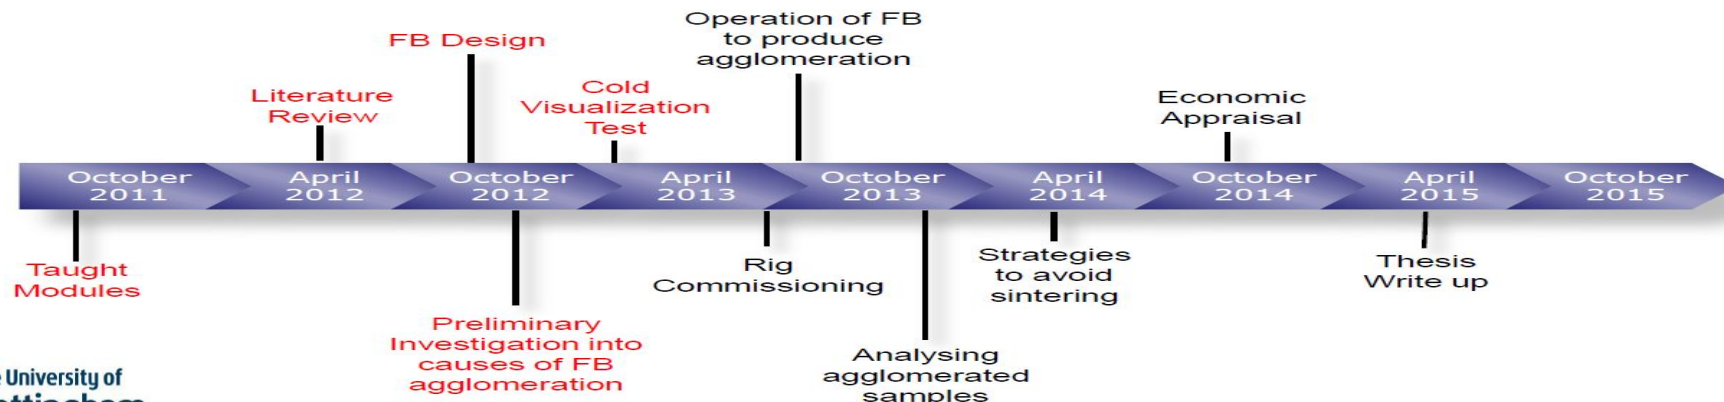 Operation of FB
to produce
agglomeration
FB Design
Cold
Visualization
Test
Literature
Review
Economic
Appraisal
October
2011
April
2012
October
2012
April
2013
October
2013
April
2014
October
2014
April
2015
October
2015
Taught
Modules
Preliminary
Investigation into
causes of FB
agglomeration
Rig
Commissioning
Analysing
agglomerated
samples
Strategies
to avoid
sintering
Thesis
Write up
University of